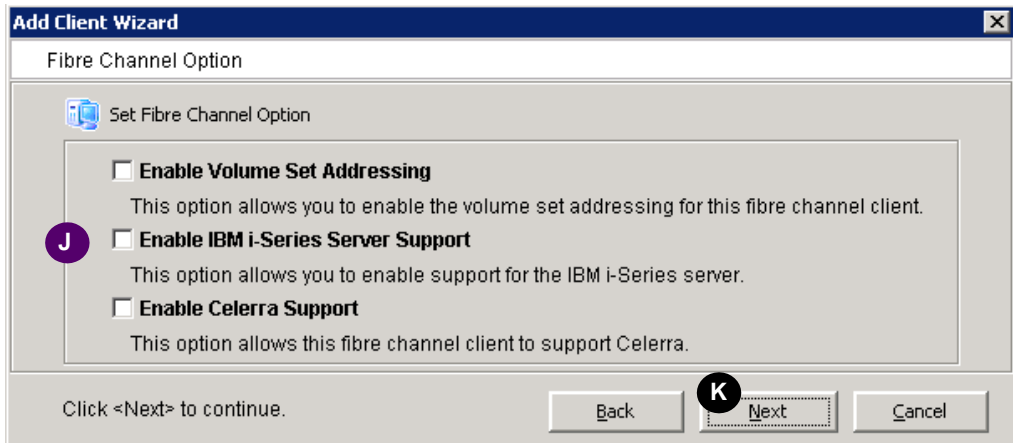 Add Client Wizard
Fibre Channel Option
Set Fibre Channel Option
Enable Volume Set Addressing
This option allows you to enable the volume set addressing for this fibre channel client.
J
Enable IBM i-Series Server Support
This option allows you to enable support for the IBM i-Series server.
Enable Celerra Support
This option allows this fibre channel client to support Celerra.
Click <Next> to continue.
Back
K
Next
Cancel